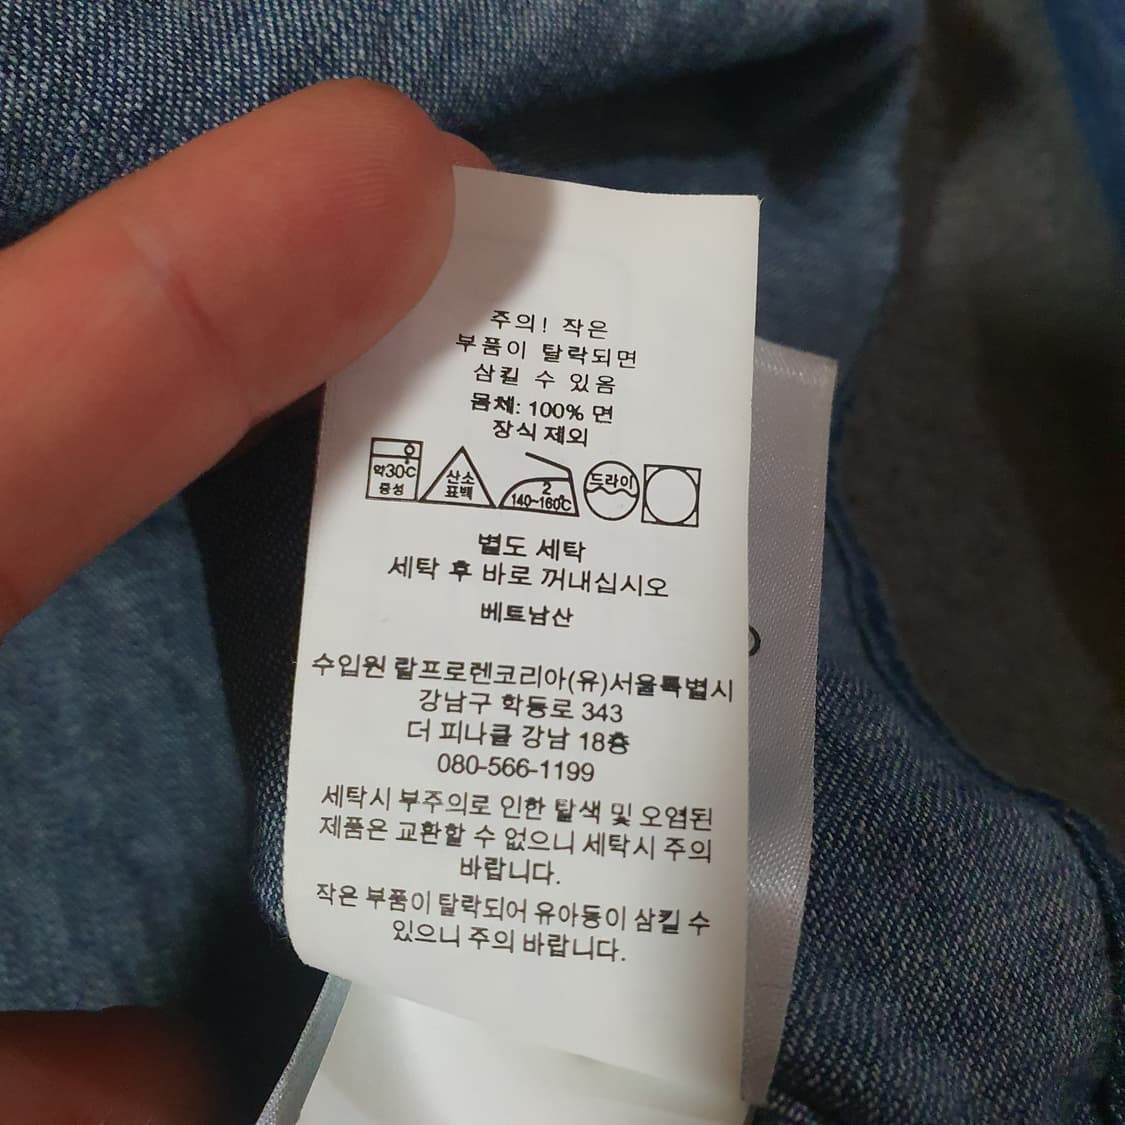 주의! 작은
부품이 탈락되면
삼킬 수 있음
몸체: 100% 면
장식 제외
약30℃
중성
산소
표백
2
140~160℃
드라이
별도 세탁
세탁 후 바로 꺼내십시오
베트남산
수입원 랄프로렌코리아(유)서울특별시
강남구 학동로 343
더 피나클 강남 18층
080-566-1199
세탁시 부주의로 인한 탈색 및 오염된
제품은 교환할 수 없으니 세탁시 주의
바랍니다.
작은 부품이 탈락되어 유아동이 삼킬 수
있으니 주의 바랍니다.